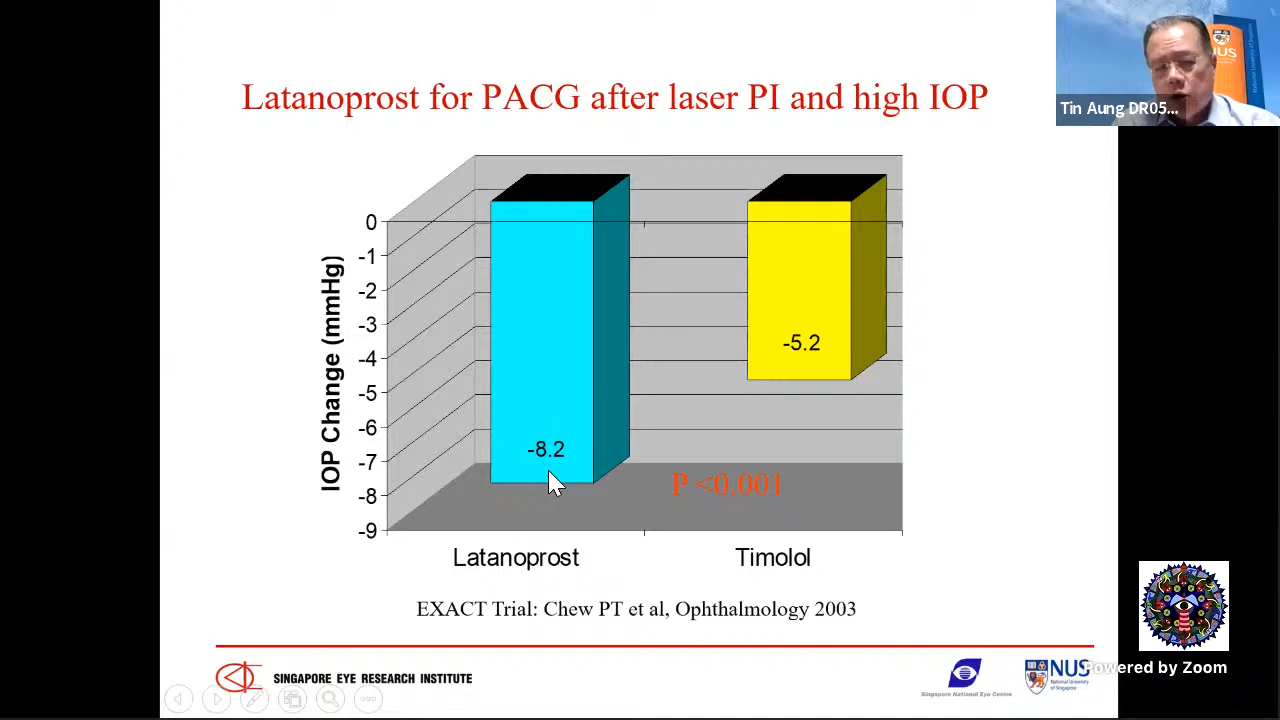 Latanoprost for PACG after laser PI and high IOP
Tin Aung DR05...
NUS
IOP Change (mmHg)
0
-1
-2
-3
-4
-5
-6
-7
-8
-9
-8.2
-5.2
P <0.001
Latanoprost
Timolol
EXACT Trial: Chew PT et al, Ophthalmology 2003
SINGAPORE EYE RESEARCH INSTITUTE
Singapore National Eye Centre
NUS
National University
of Singapore
Powered by Zoom